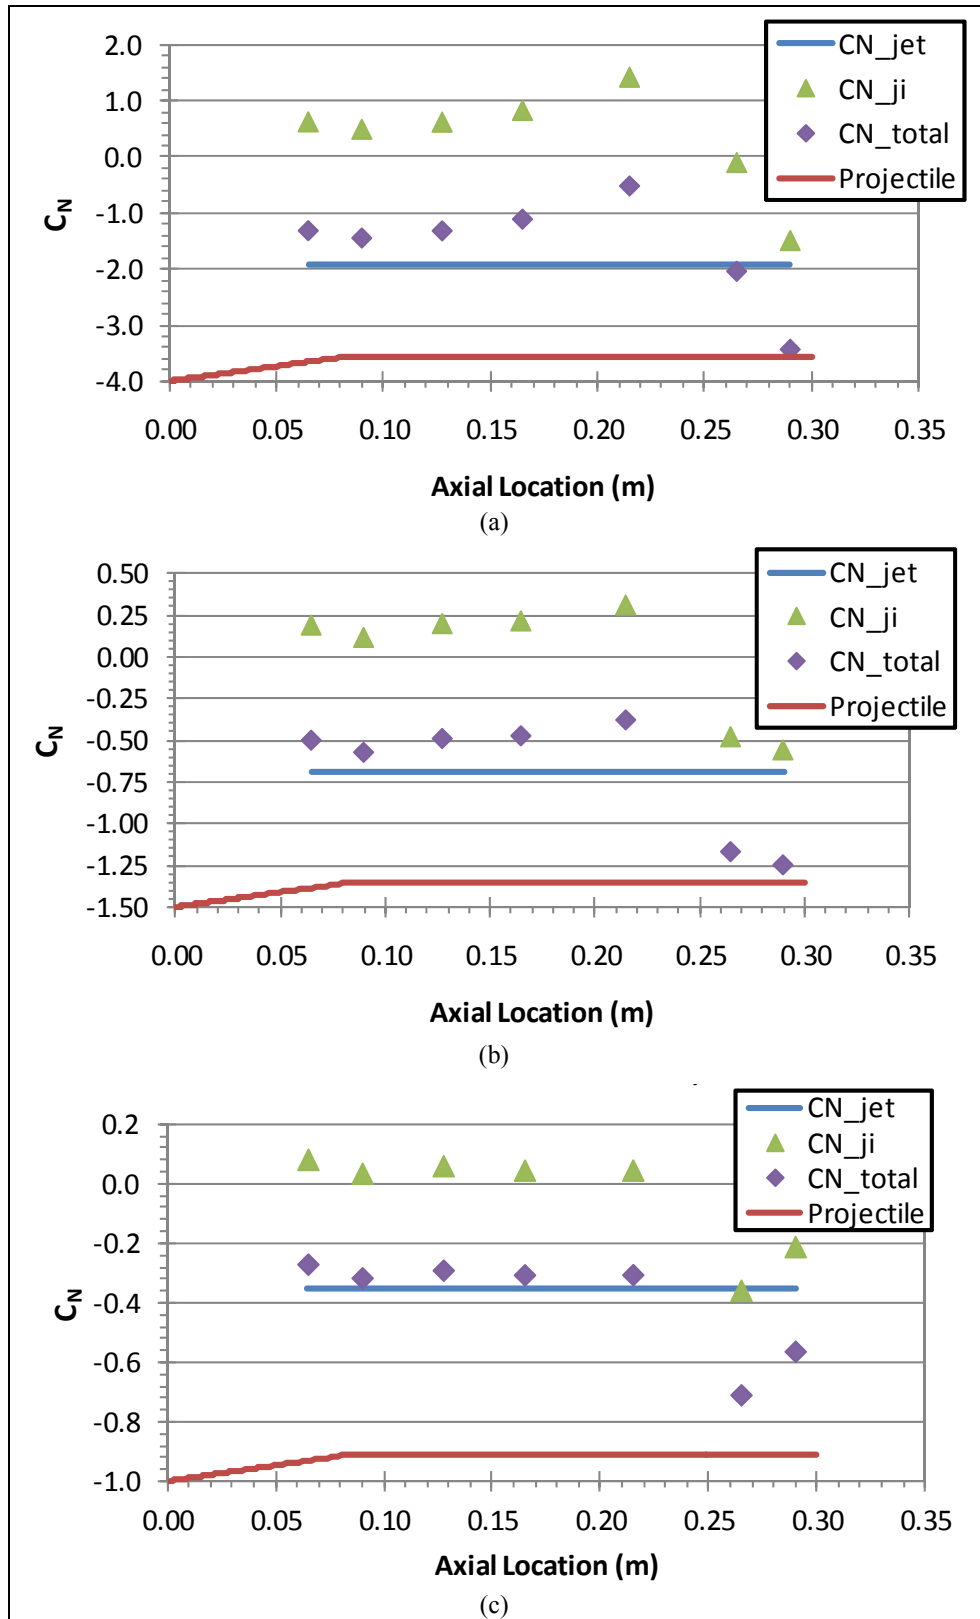 2.0
1.0
0.0
-1.0
-2.0
-3.0
-4.0
C_N
0.00 0.05 0.10 0.15 0.20 0.25 0.30 0.35
Axial Location (m)
CN_jet
CN_ji
CN_total
Projectile
(a)
0.50
0.25
0.00
-0.25
-0.50
-0.75
-1.00
-1.25
-1.50
C_N
0.00 0.05 0.10 0.15 0.20 0.25 0.30 0.35
Axial Location (m)
CN_jet
CN_ji
CN_total
Projectile
(b)
0.2
0.0
-0.2
-0.4
-0.6
-0.8
-1.0
C_N
0.00 0.05 0.10 0.15 0.20 0.25 0.30 0.35
Axial Location (m)
CN_jet
CN_ji
CN_total
Projectile
(c)